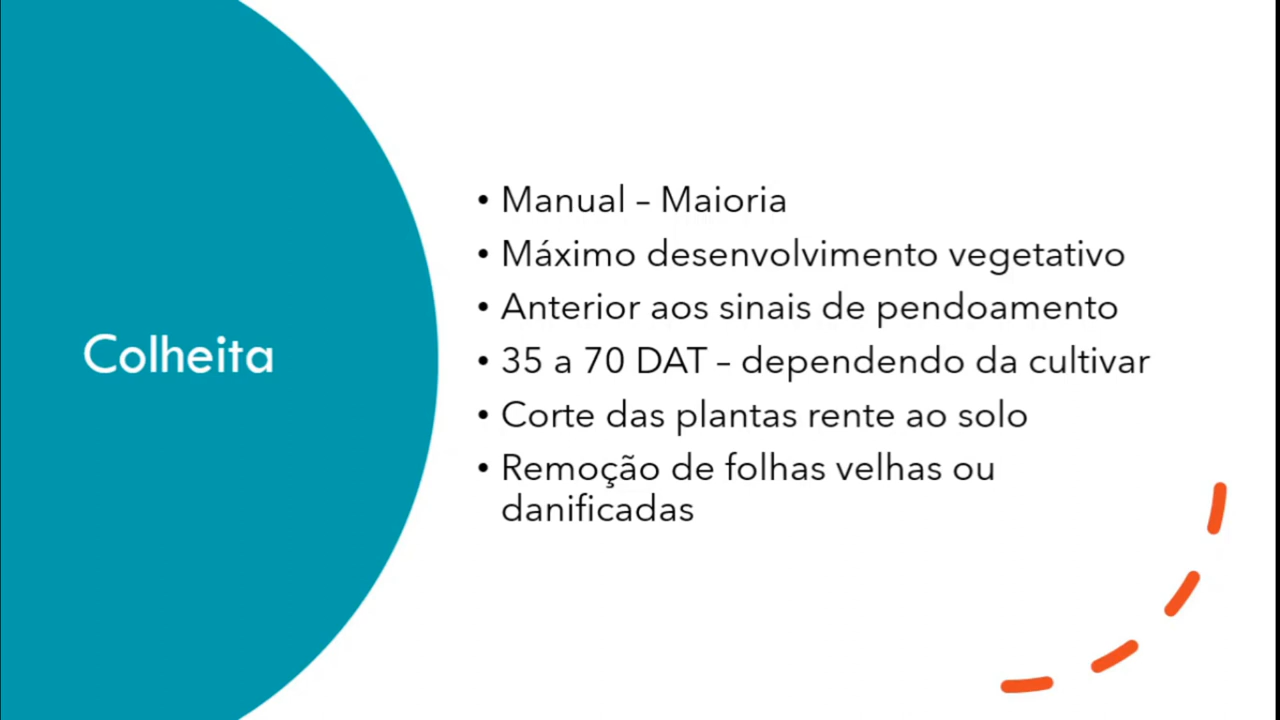 Colheita
• Manual – Maioria
• Máximo desenvolvimento vegetativo
• Anterior aos sinais de pendoamento
• 35 a 70 DAT – dependendo da cultivar
• Corte das plantas rente ao solo
• Remoção de folhas velhas ou
danificadas